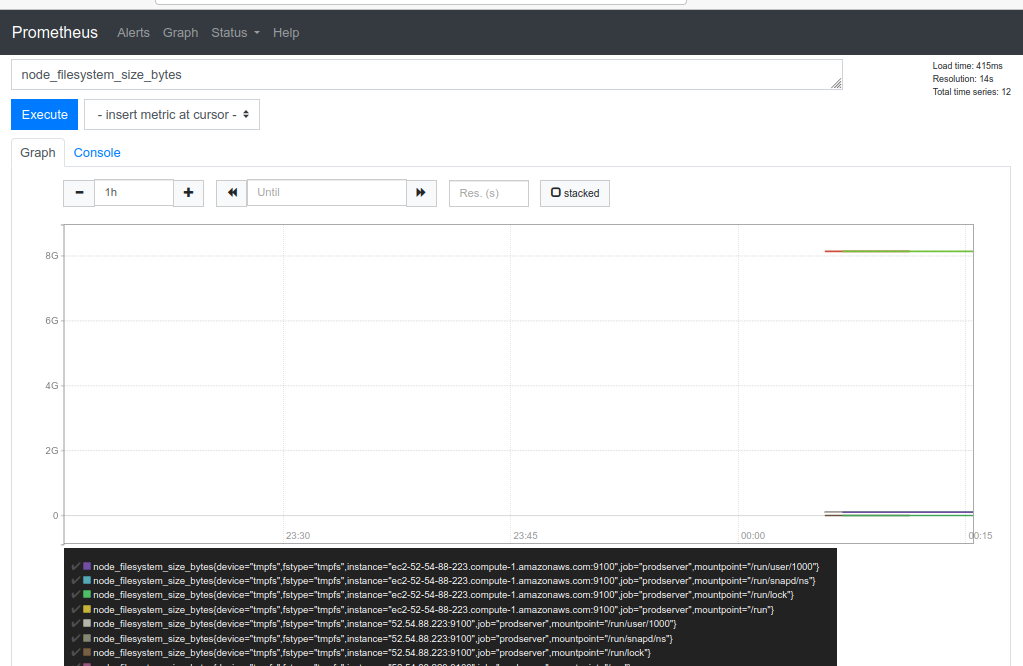 Prometheus Alerts Graph Status Help
node_filesystem_size_bytes
Load time: 415ms
Resolution: 14s
Total time series: 12
Execute - insert metric at cursor -
Graph Console
1h Until Res. (s) stacked
8G
6G
4G
2G
0
23:30 23:45 00:00 00:15
node_filesystem_size_bytes{device="tmpfs",fstype="tmpfs",instance="ec2-52-54-88-223.compute-1.amazonaws.com:9100",job="prodserver",mountpoint="/run/user/1000"}
node_filesystem_size_bytes{device="tmpfs",fstype="tmpfs",instance="ec2-52-54-88-223.compute-1.amazonaws.com:9100",job="prodserver",mountpoint="/run/snapd/ns"}
node_filesystem_size_bytes{device="tmpfs",fstype="tmpfs",instance="ec2-52-54-88-223.compute-1.amazonaws.com:9100",job="prodserver",mountpoint="/run/lock"}
node_filesystem_size_bytes{device="tmpfs",fstype="tmpfs",instance="ec2-52-54-88-223.compute-1.amazonaws.com:9100",job="prodserver",mountpoint="/run"}
node_filesystem_size_bytes{device="tmpfs",fstype="tmpfs",instance="52.54.88.223:9100",job="prodserver",mountpoint="/run/user/1000"}
node_filesystem_size_bytes{device="tmpfs",fstype="tmpfs",instance="52.54.88.223:9100",job="prodserver",mountpoint="/run/snapd/ns"}
node_filesystem_size_bytes{device="tmpfs",fstype="tmpfs",instance="52.54.88.223:9100",job="prodserver",mountpoint="/run/lock"}